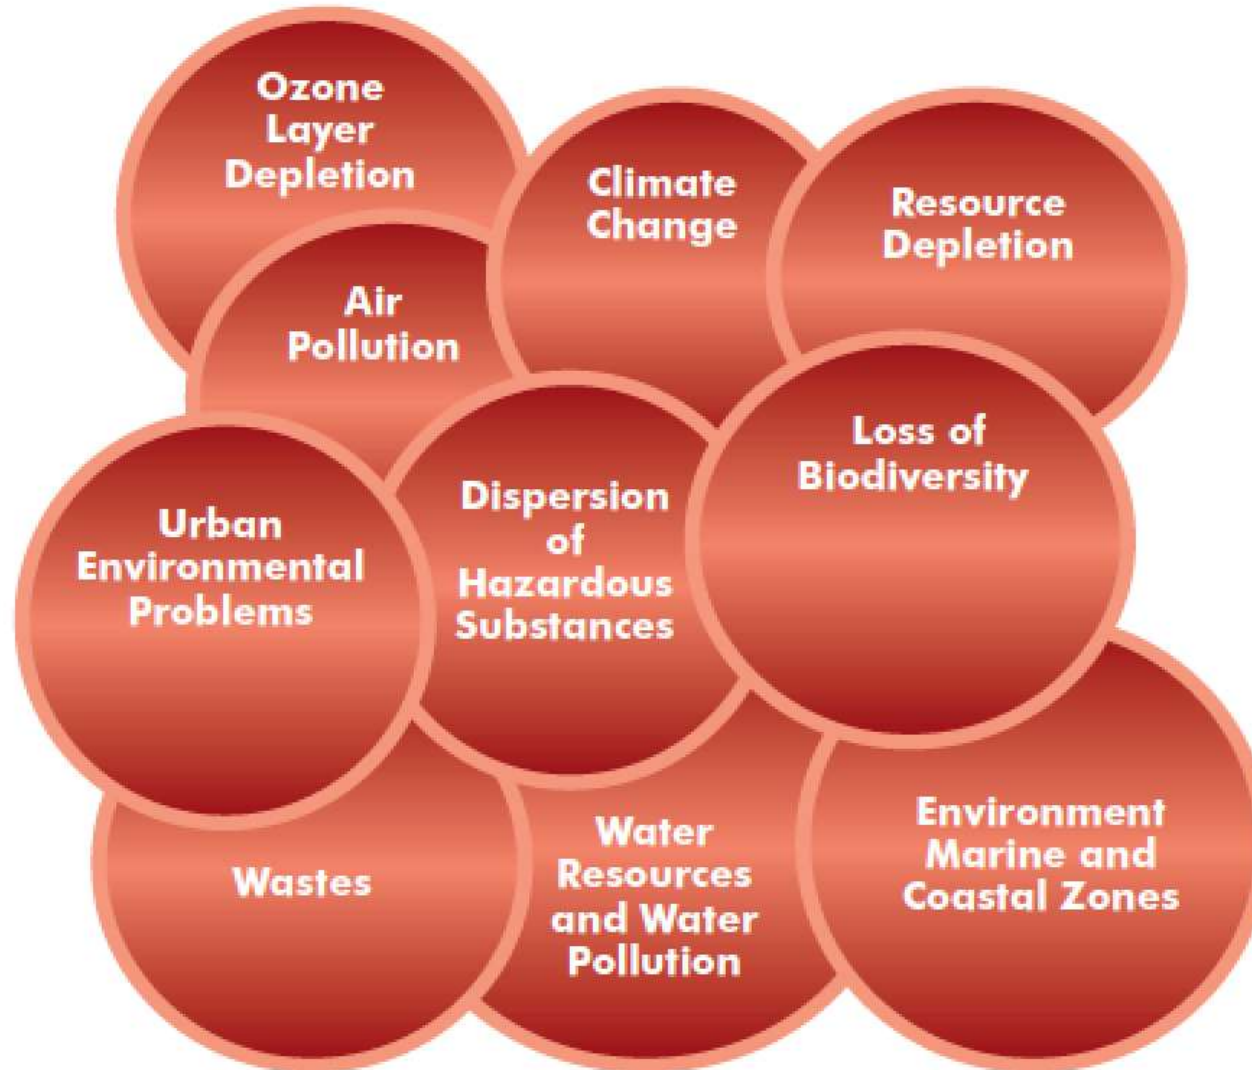 Ozone
Layer
Depletion
Climate
Change
Resource
Depletion
Air
Pollution
Loss of
Biodiversity
Urban
Environmental
Problems
Dispersion
of
Hazardous
Substances
Wastes
Water
Resources
and Water
Pollution
Environment
Marine and
Coastal Zones